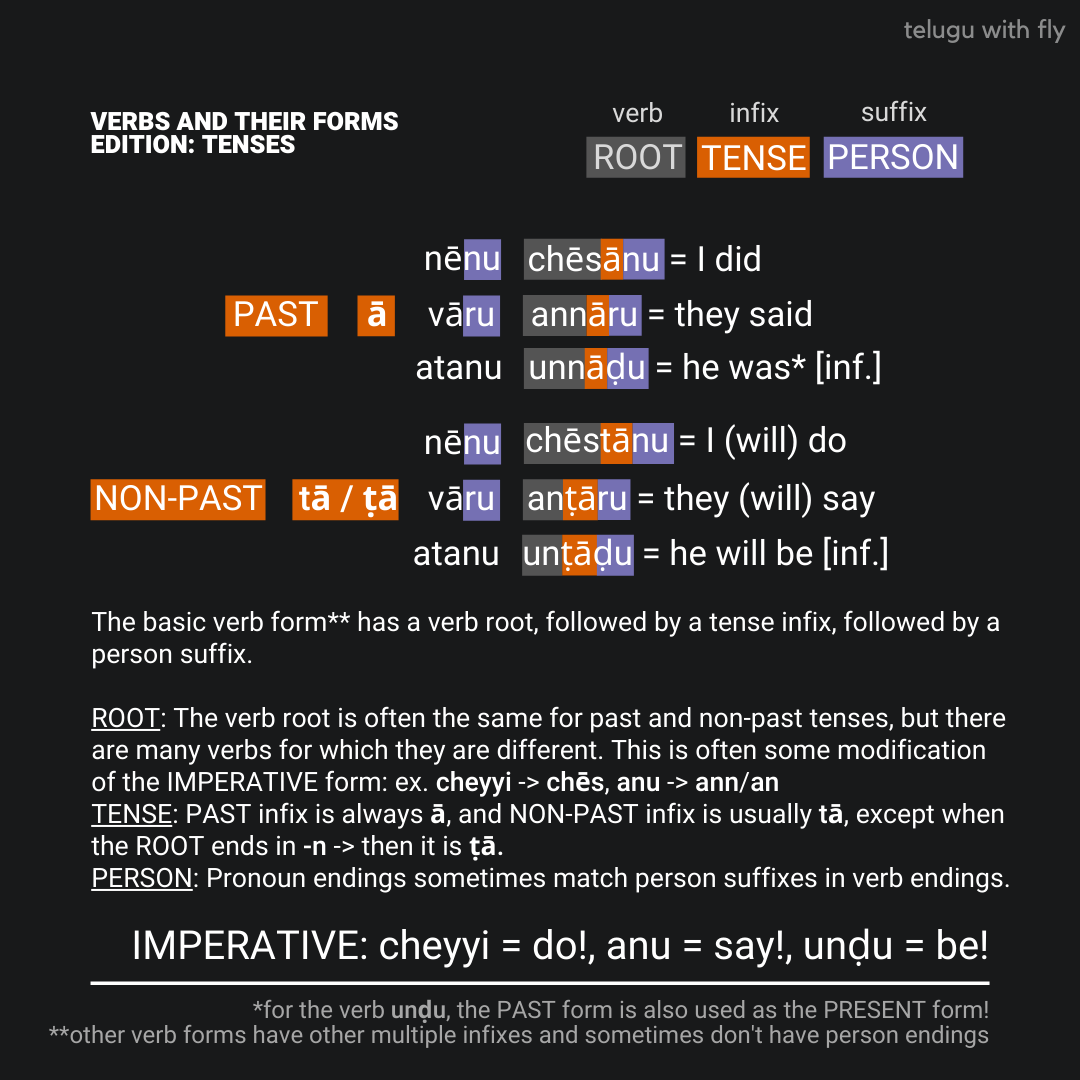 telugu with fly
VERBS AND THEIR FORMS
EDITION: TENSES
verb infix suffix
ROOT TENSE PERSON
nēnu chēsānu = I did
PAST ā vāru annāru = they said
atanu unnāḍu = he was* [inf.]
nēnu chēstānu = I (will) do
NON-PAST tā / ṭā vāru anṭāru = they (will) say
atanu unṭāḍu = he will be [inf.]
The basic verb form** has a verb root, followed by a tense infix, followed by a
person suffix.
ROOT: The verb root is often the same for past and non-past tenses, but there
are many verbs for which they are different. This is often some modification
of the IMPERATIVE form: ex. cheyyi -> chēs, anu -> ann/an
TENSE: PAST infix is always ā, and NON-PAST infix is usually tā, except when
the ROOT ends in -n -> then it is ṭā.
PERSON: Pronoun endings sometimes match person suffixes in verb endings.
IMPERATIVE: cheyyi = do!, anu = say!, unḍu = be!
*for the verb unḍu, the PAST form is also used as the PRESENT form!
**other verb forms have other multiple infixes and sometimes don't have person endings